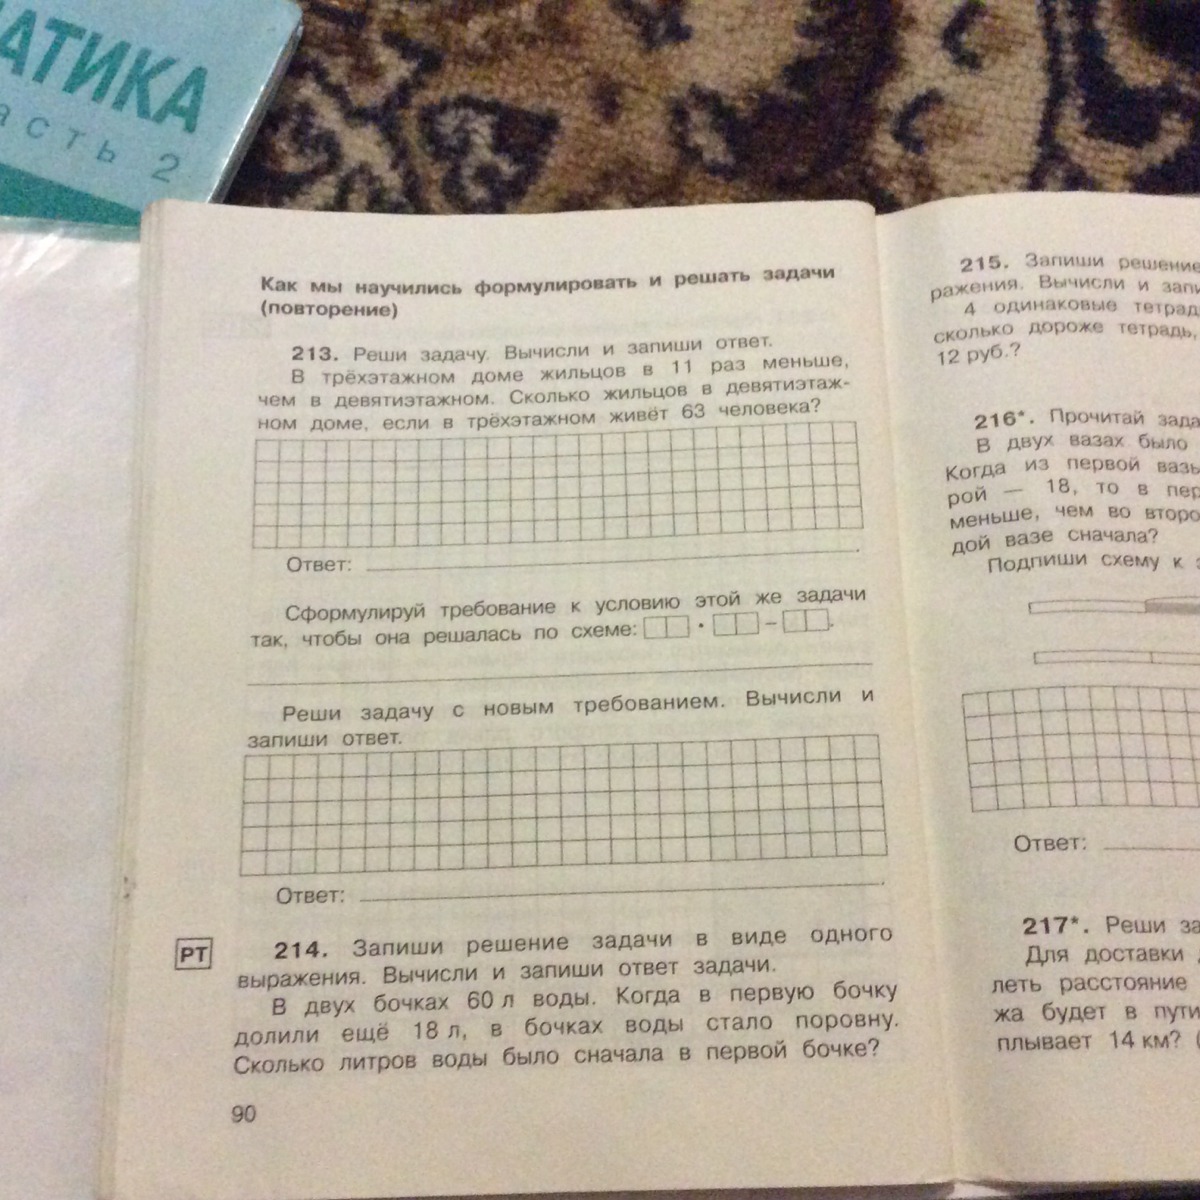 АТИКА
асть 2
Как мы научились формулировать и решать задачи
(повторение)
213. Реши задачу. Вычисли и запиши ответ.
В трёхэтажном доме жильцов в 11 раз меньше,
чем в девятиэтажном. Сколько жильцов в девятиэтаж-
ном доме, если в трёхэтажном живёт 63 человека?
Ответ:
Сформулируй требование к условию этой же задачи
так, чтобы она решалась по схеме: · – .
Реши задачу с новым требованием. Вычисли и
запиши ответ.
Ответ:
РТ
214. Запиши решение задачи в виде одного
выражения. Вычисли и запиши ответ задачи.
В двух бочках 60 л воды. Когда в первую бочку
долили ещё 18 л, в бочках воды стало поровну.
Сколько литров воды было сначала в первой бочке?
90
215. Запиши решение
ражения. Вычисли и запи
4 одинаковые тетрад
сколько дороже тетрадь,
12 руб.?
216*. Прочитай зада
В двух вазах было
Когда из первой вазы
рой — 18, то в пер
меньше, чем во второ
дой вазе сначала?
Подпиши схему к з
Ответ:
217*. Реши за
Для доставки
леть расстояние
жа будет в пути
плывает 14 км? (